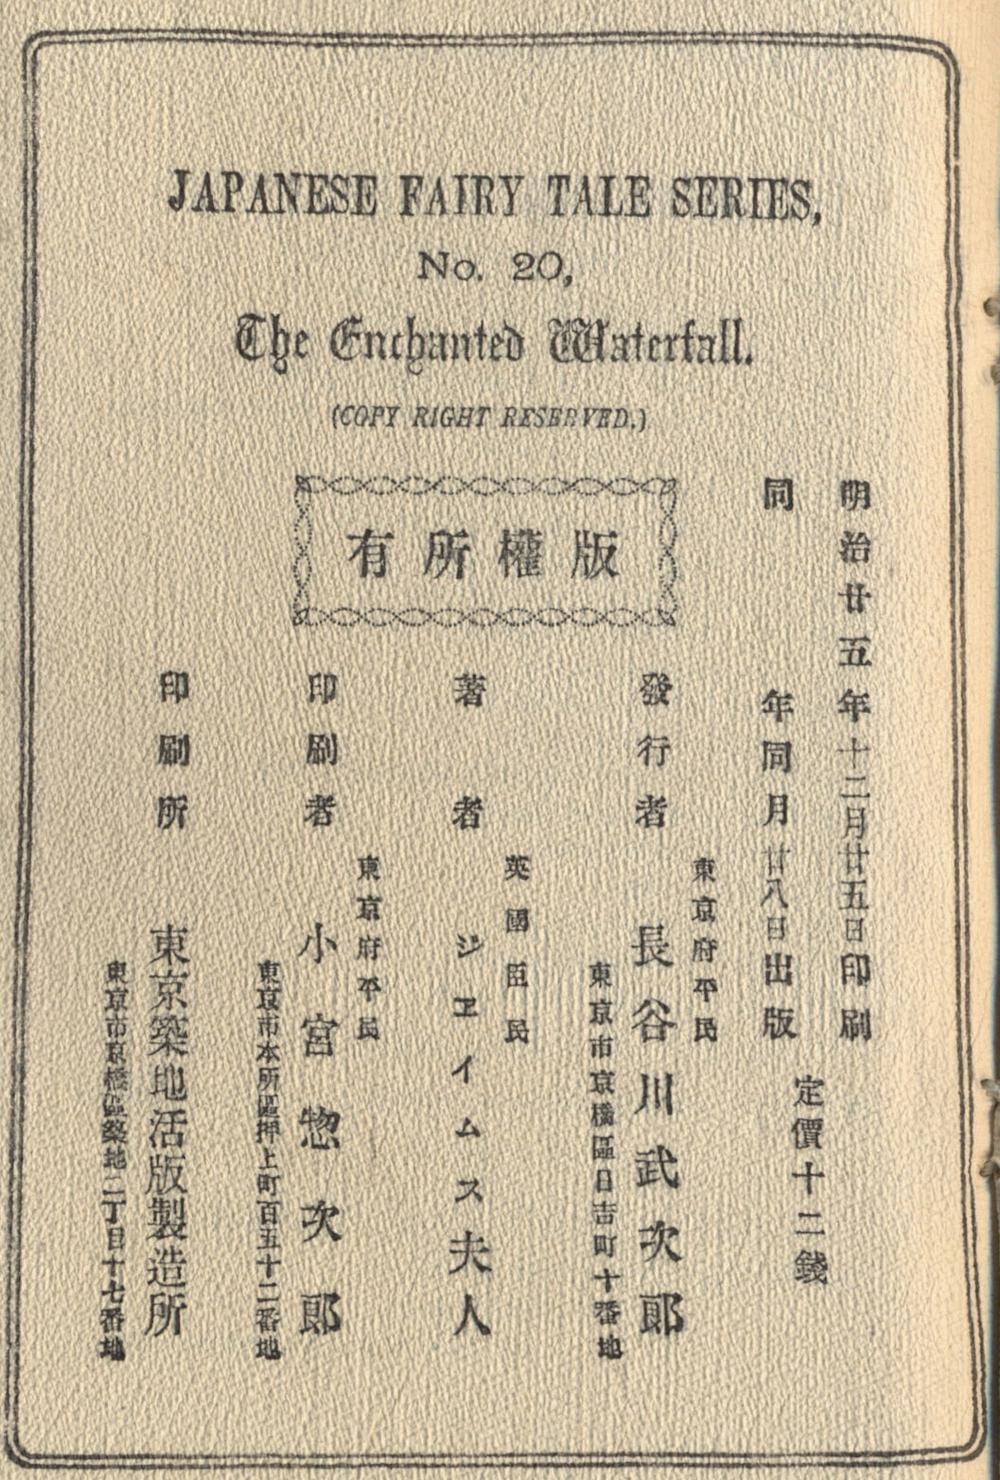 JAPANESE FAIRY TALE SERIES,
No. 20,
The Enchanted Waterfall.
(COPY RIGHT RESERVED.)
版權所有
明治廿五年十二月廿五日印刷
同年同月廿八日出版
定價十二錢
東京府平民
發行者 長谷川武次郎
東京市京橋區日吉町十番地
英國臣民
著者 ジエイムス夫人
東京府平民
印刷者 小宮惣次郎
東京市本所區押上町百五十二番地
印刷所 東京築地活版製造所
東京市京橋區築地二丁目十七番地